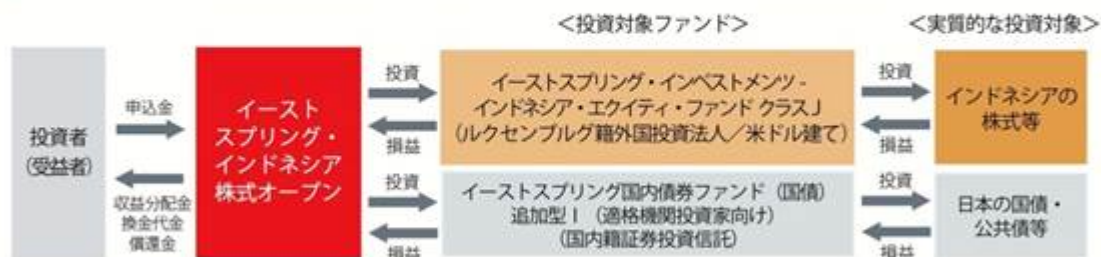 ＜投資対象ファンド＞
＜実質的な投資対象＞
投資者
（受益者）
申込金
収益分配金
換金代金
償還金
イースト
スプリング・
インドネシア
株式オープン
投資
損益
投資
損益
イーストスプリング・インベストメンツ -
インドネシア・エクイティ・ファンド クラスJ
（ルクセンブルグ籍外国投資法人／米ドル建て）
イーストスプリング国内債券ファンド（国債）
追加型Ⅰ（適格機関投資家向け）
（国内籍証券投資信託）
投資
損益
投資
損益
インドネシアの
株式等
日本の国債・
公共債等